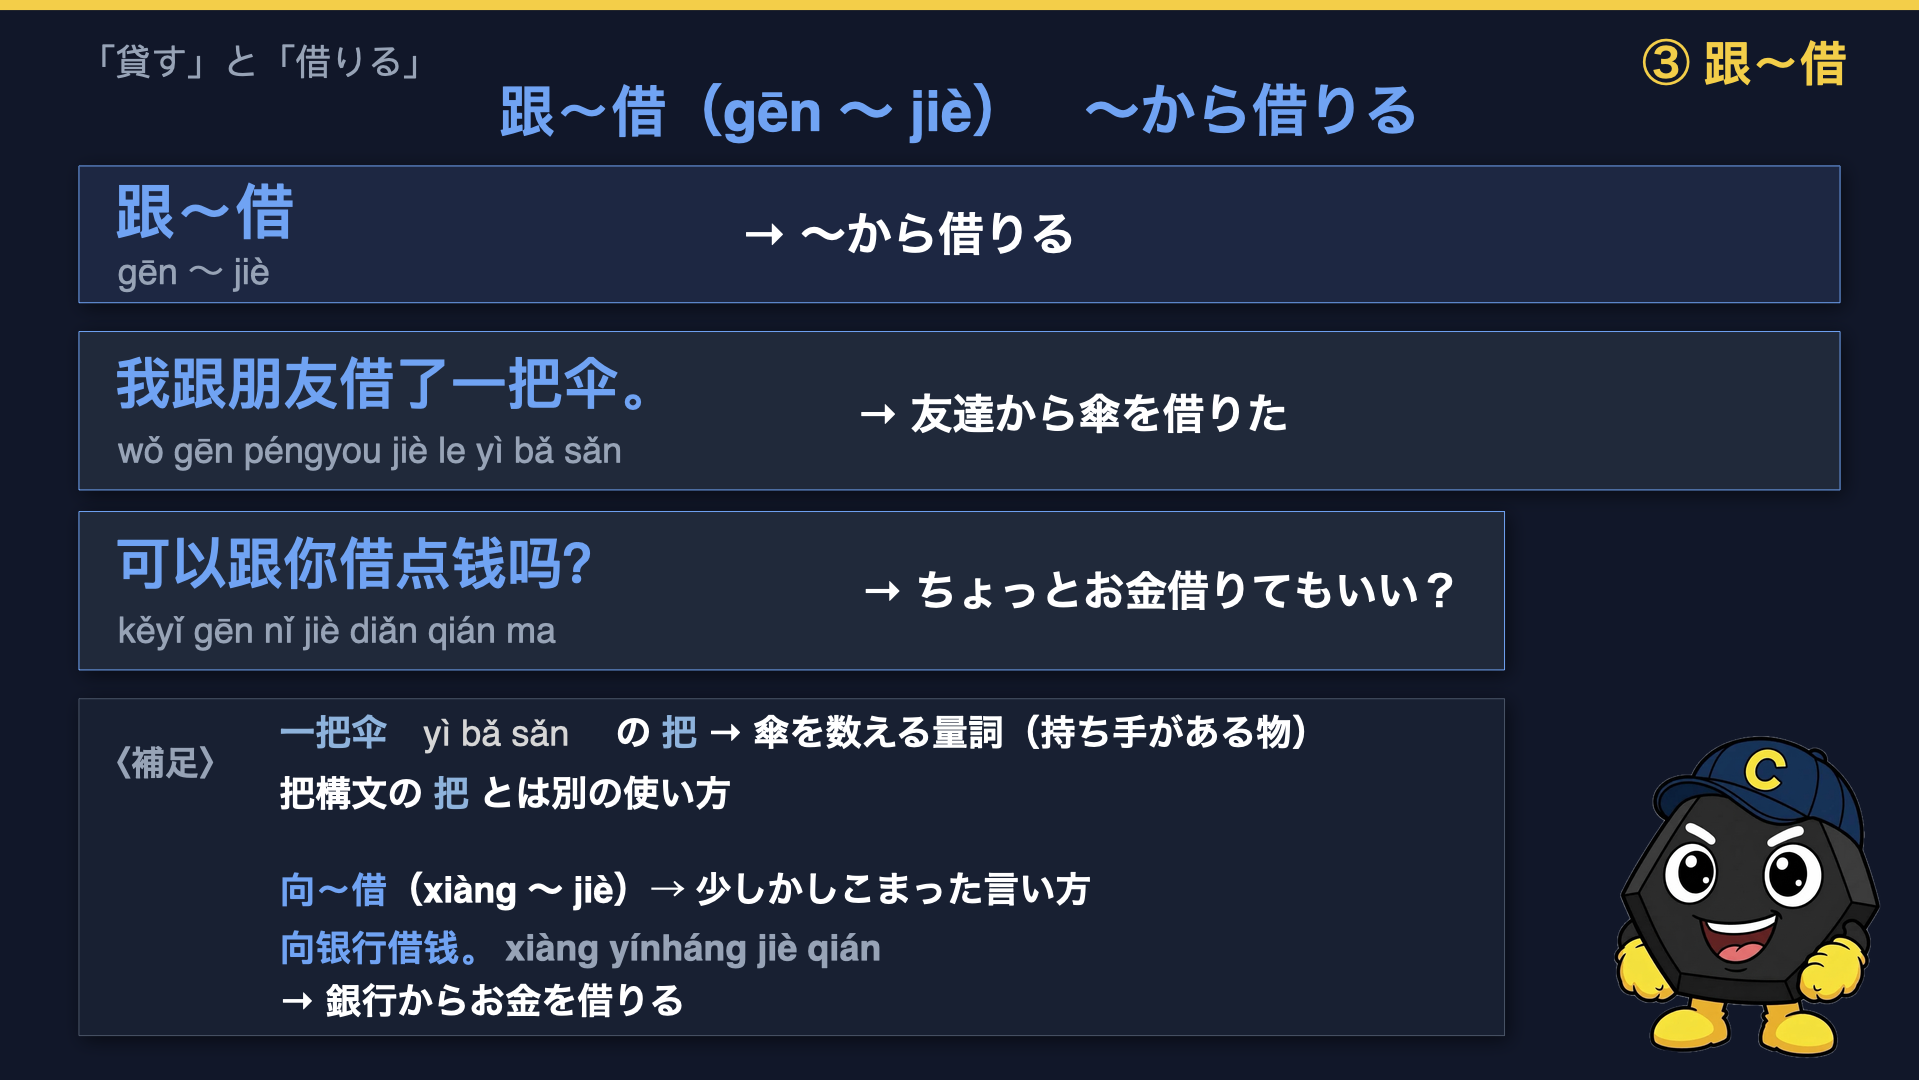 「貸す」と「借りる」
③ 跟〜借
跟〜借（gēn 〜 jiè）　〜から借りる
跟〜借
gēn 〜 jiè
→ 〜から借りる
我跟朋友借了一把伞。
wǒ gēn péngyou jiè le yì bǎ sǎn
→ 友達から傘を借りた
可以跟你借点钱吗?
kěyǐ gēn nǐ jiè diǎn qián ma
→ ちょっとお金借りてもいい？
〈補足〉
一把伞　yì bǎ sǎn　の 把 → 傘を数える量詞（持ち手がある物）
把構文の 把 とは別の使い方
向〜借（xiàng 〜 jiè）→ 少しかしこまった言い方
向银行借钱。 xiàng yínháng jiè qián
→ 銀行からお金を借りる
C